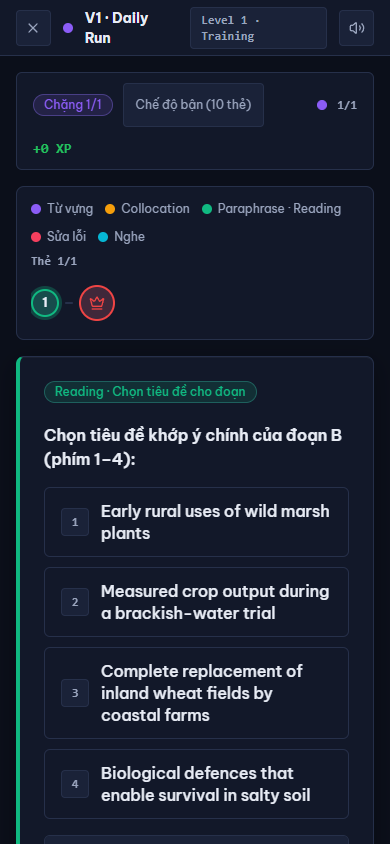 V1 · Daily
Run
Level 1 ·
Training
Chặng 1/1
Chế độ bận (10 thẻ)
1/1
+0 XP
Từ vựng
Collocation
Paraphrase · Reading
Sửa lỗi
Nghe
Thẻ 1/1
1
Reading · Chọn tiêu đề cho đoạn
Chọn tiêu đề khớp ý chính của đoạn B
(phím 1–4):
1
Early rural uses of wild marsh
plants
2
Measured crop output during
a brackish-water trial
3
Complete replacement of
inland wheat fields by
coastal farms
4
Biological defences that
enable survival in salty soil